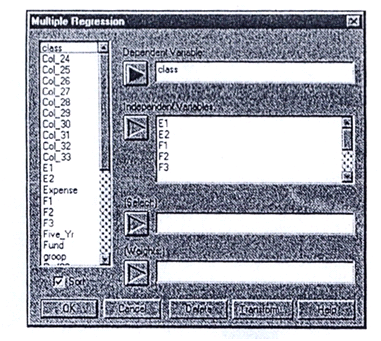 Multiple Regression
class
Col_24
Col_25
Col_26
Col_27
Col_28
Col_29
Col_30
Col_31
Col_32
Col_33
E1
E2
Expense
F1
F2
F3
Five_Yr
Fund
groop
Sort
Dependent Variable:
class
Independent Variables:
E1
E2
F1
F2
F3
(Select:)
(Weights:)
OK
Cancel
Delete
Transform...
Help